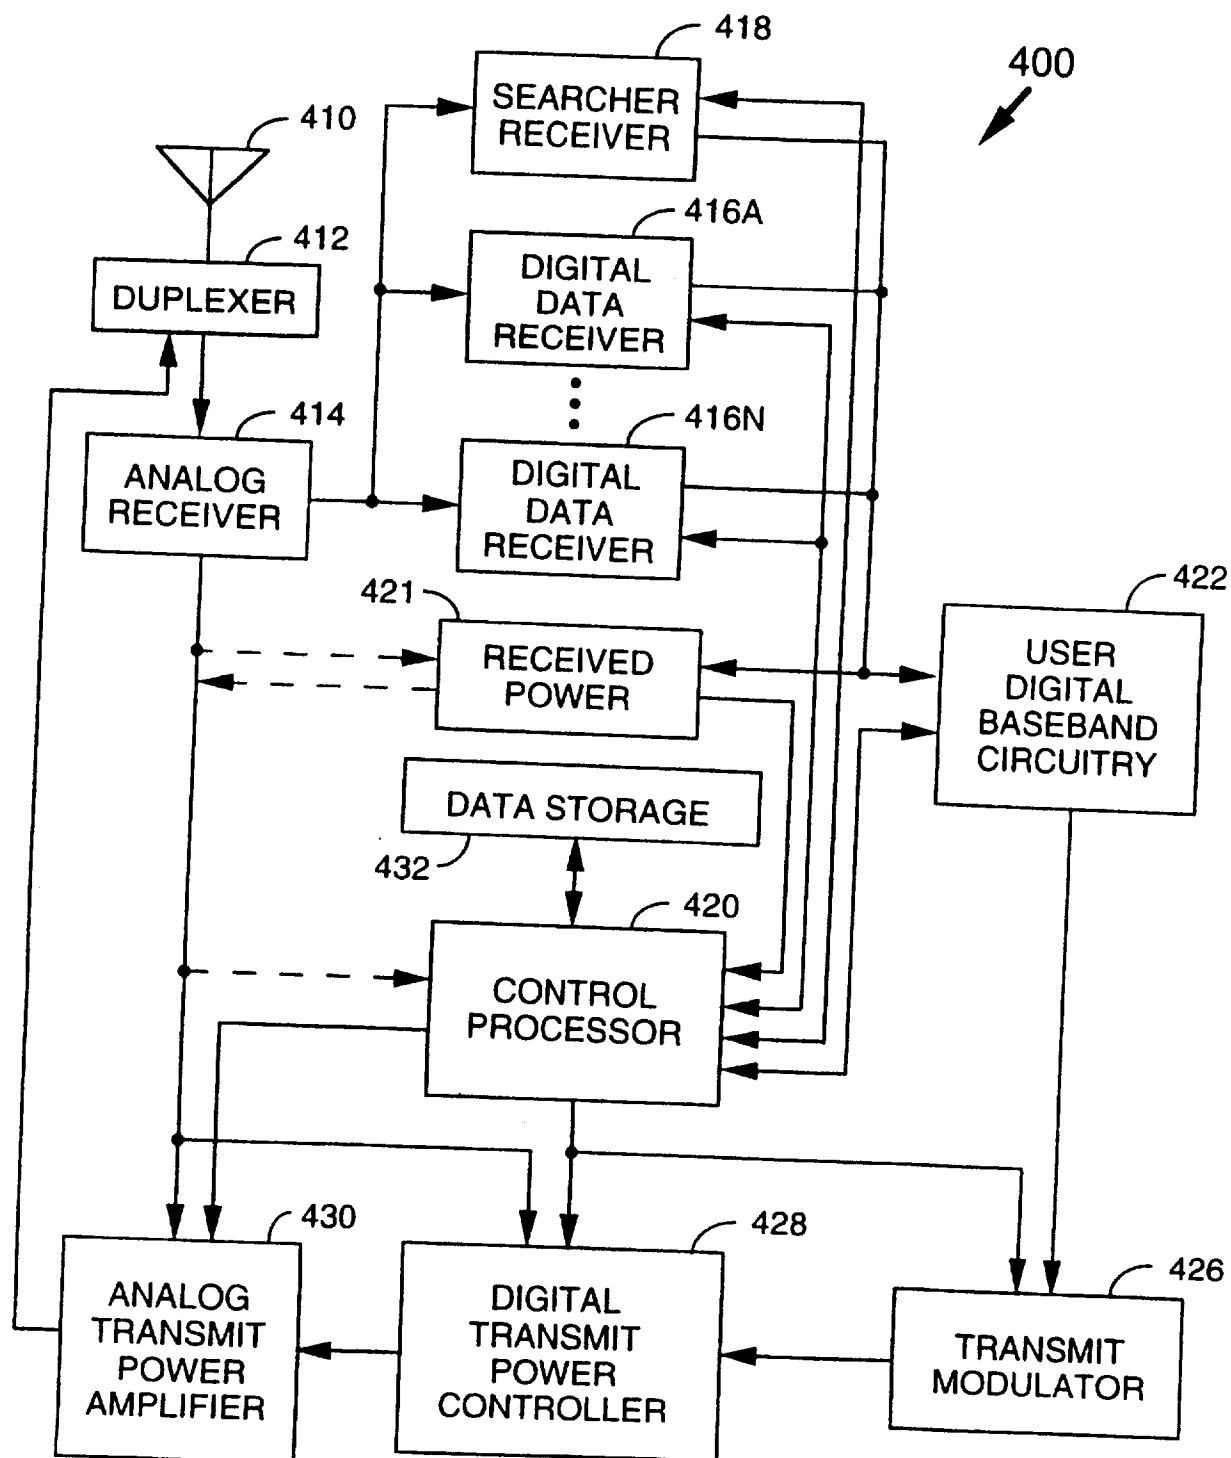 418
400
SEARCHER
RECEIVER
410
416A
412
DIGITAL
DATA
RECEIVER
DUPLEXER
414
416N
ANALOG
RECEIVER
DIGITAL
DATA
RECEIVER
421
422
RECEIVED
POWER
USER
DIGITAL
BASEBAND
CIRCUITRY
DATA STORAGE
432
420
CONTROL
PROCESSOR
430
428
426
ANALOG
TRANSMIT
POWER
AMPLIFIER
DIGITAL
TRANSMIT
POWER
CONTROLLER
TRANSMIT
MODULATOR